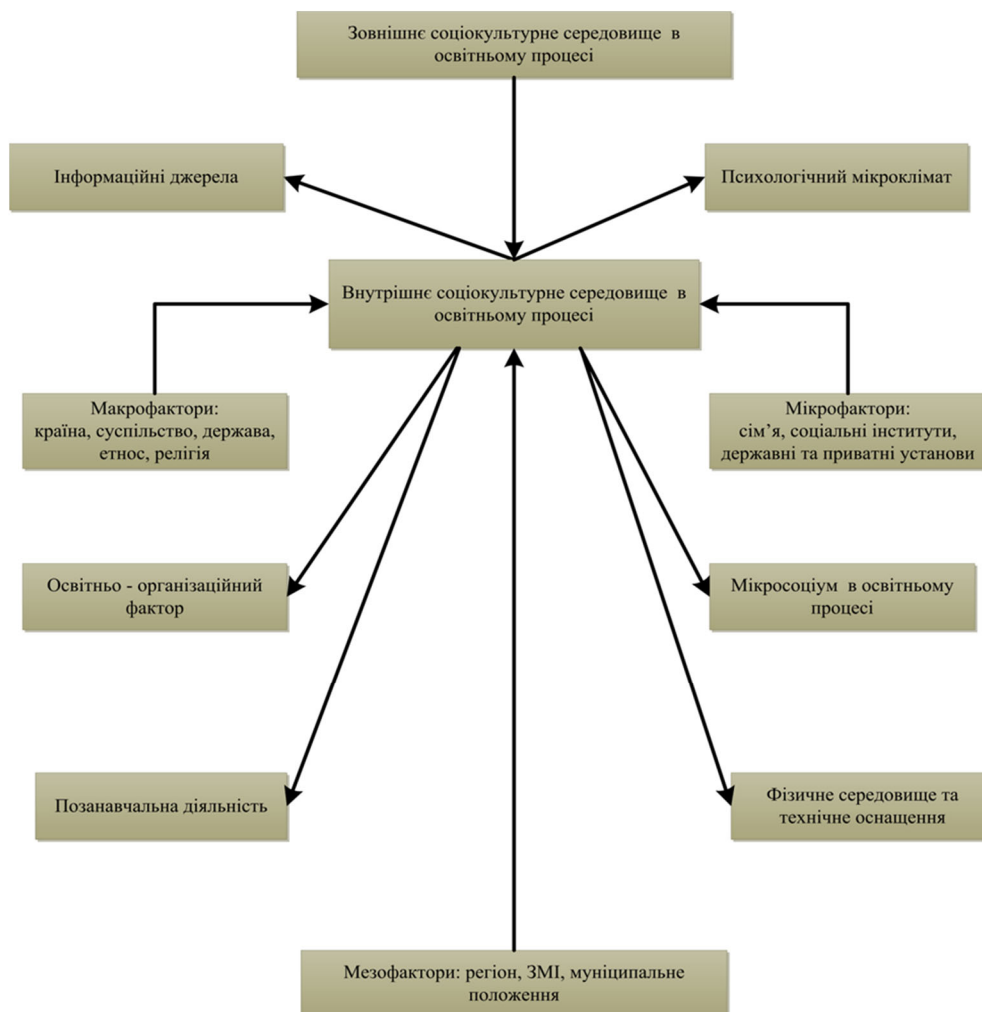 Зовнішнє соціокультурне середовище в
освітньому процесі
Інформаційні джерела
Психологічний мікроклімат
Внутрішнє соціокультурне середовище в
освітньому процесі
Макрофактори:
країна, суспільство, держава,
етнос, релігія
Мікрофактори:
сім’я, соціальні інститути,
державні та приватні установи
Освітньо - організаційний
фактор
Мікросоціум в освітньому
процесі
Позанавчальна діяльність
Фізичне середовище та
технічне оснащення
Мезофактори: регіон, ЗМІ, муніципальне
положення